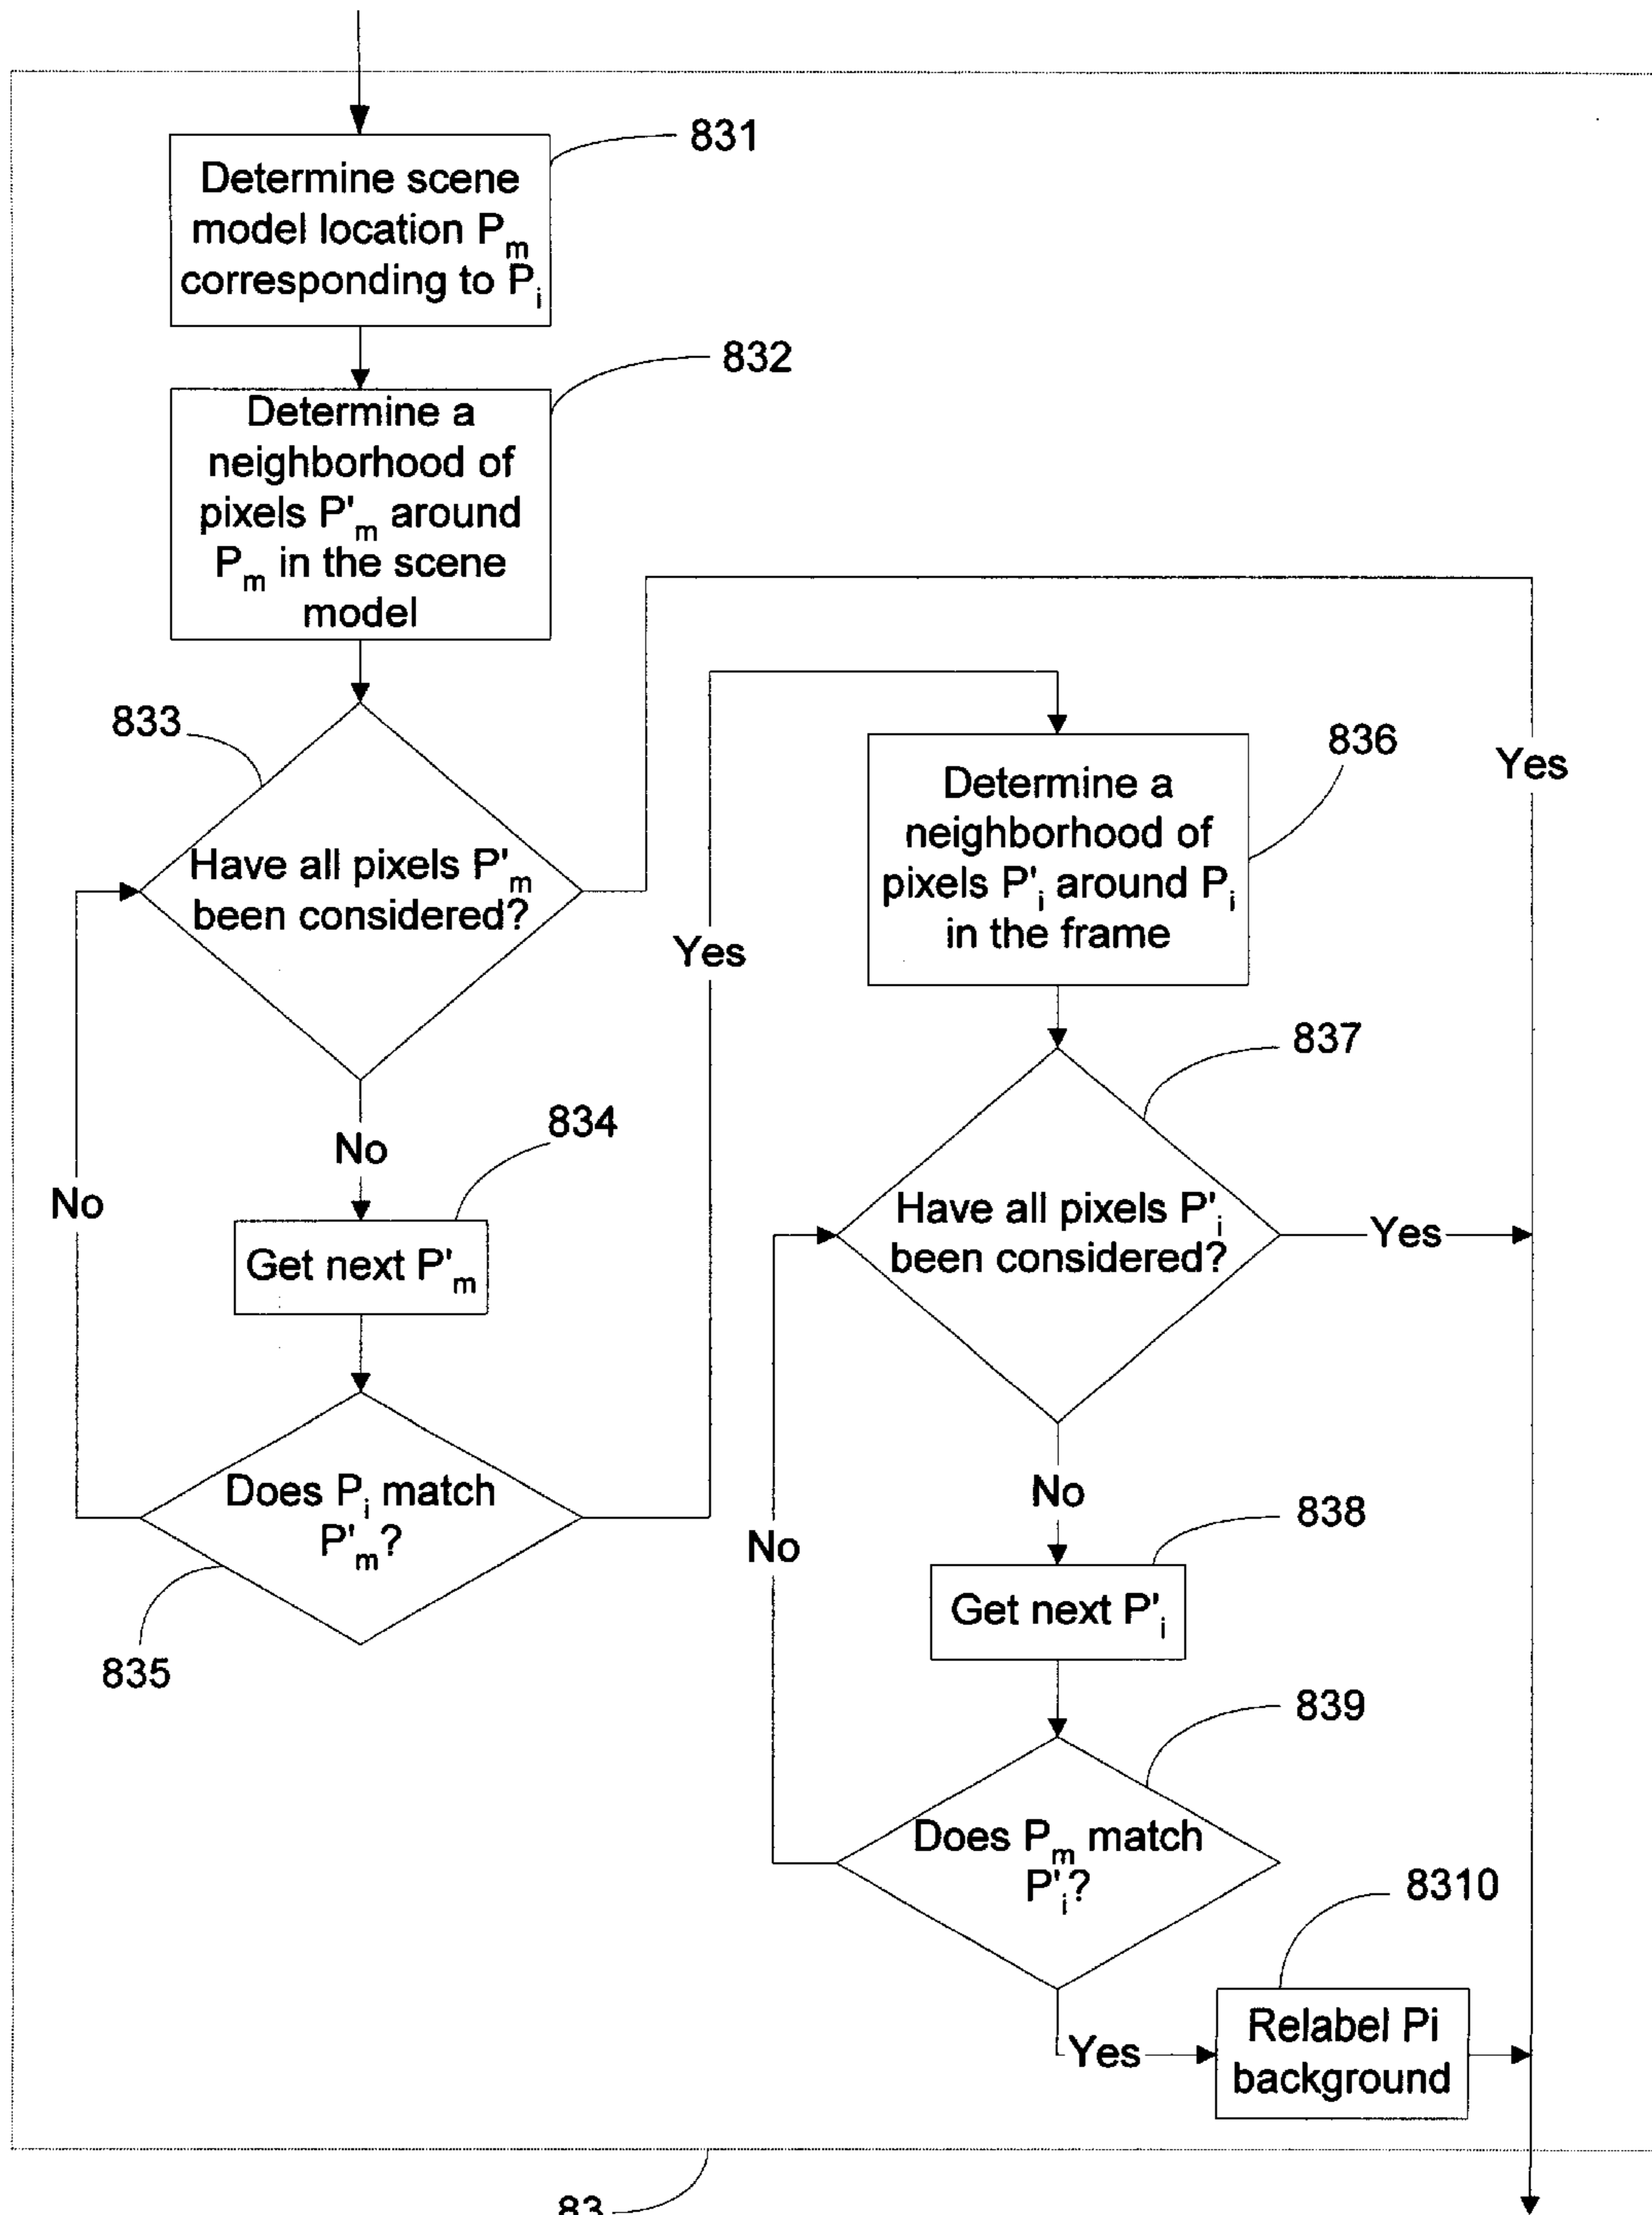 831
Determine scene
model location Pm
corresponding to Pi
832
Determine a
neighborhood of
pixels P'm around
Pm in the scene
model
833
Have all pixels P'm
been considered?
Yes
No
834
Get next P'm
No
Does Pi match
P'm?
835
Yes
836
Determine a
neighborhood of
pixels P'i around Pi
in the frame
837
Have all pixels P'i
been considered?
Yes
No
838
Get next P'i
No
839
Does Pm match
P'i?
Yes
8310
Relabel Pi
background
83